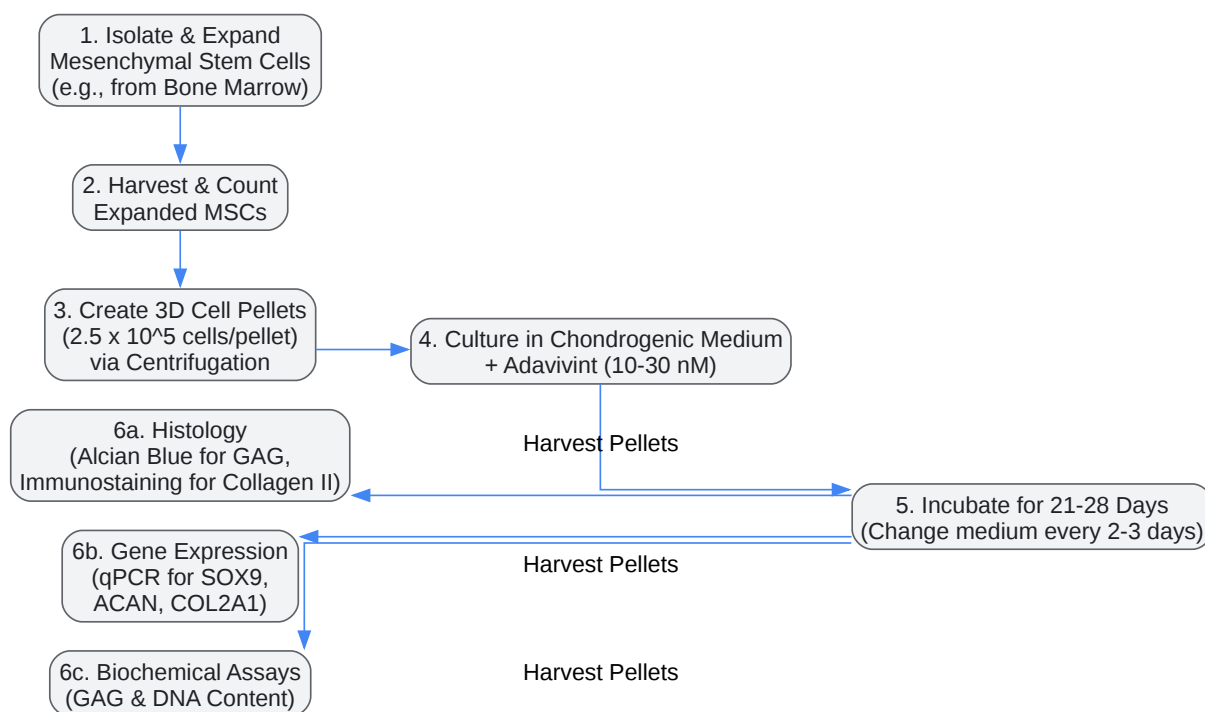 1. Isolate & Expand
Mesenchymal Stem Cells
(e.g., from Bone Marrow)
2. Harvest & Count
Expanded MSCs
3. Create 3D Cell Pellets
(2.5 x 10^5 cells/pellet)
via Centrifugation
4. Culture in Chondrogenic Medium
+ Adavivint (10-30 nM)
5. Incubate for 21-28 Days
(Change medium every 2-3 days)
Harvest Pellets
6a. Histology
(Alcian Blue for GAG,
Immunostaining for Collagen II)
Harvest Pellets
6b. Gene Expression
(qPCR for SOX9,
ACAN, COL2A1)
Harvest Pellets
6c. Biochemical Assays
(GAG & DNA Content)